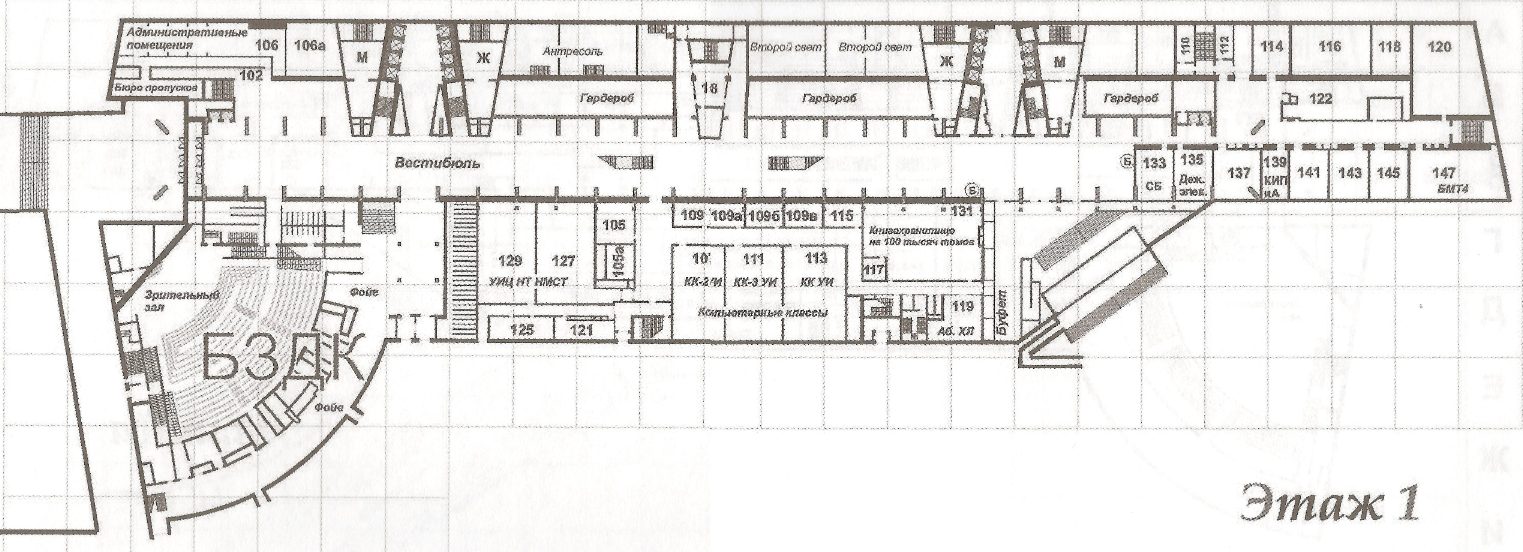 Административные
помещения
106
106а
М
Ж
Антресоль
Второй свет
Второй свет
Ж
М
110
112
114
116
118
120
102
Бюро пропусков
Гардероб
16
Гардероб
Гардероб
122
Вестибюль
Б
Б
133
СБ
135
Деж.
элек.
137
139
КИП
иА
141
143
145
147
БМТ4
105
105а
109
109а
109б
109в
115
131
Книгохранилище
на 100 тысяч томов
117
129
127
УИЦ НТ НМСТ
10
КК-2 УИ
111
КК-3 УИ
113
КК УИ
Компьютерные классы
125
121
119
Аб. ХЛ
Буфет
Зрительный
зал
Фойе
БЗДК
Фойе
Этаж 1